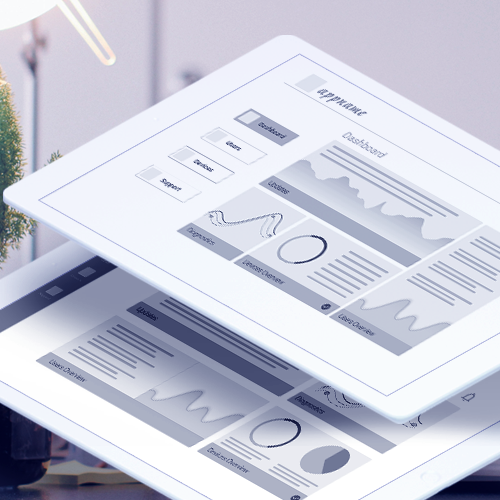 appname
Dashboard
Dashboard
Users
Devices
Support
Updates
Diagnostics
Devices Overview
Users Overview
Updates
Users Overview
Diagnostics
Devices Overview